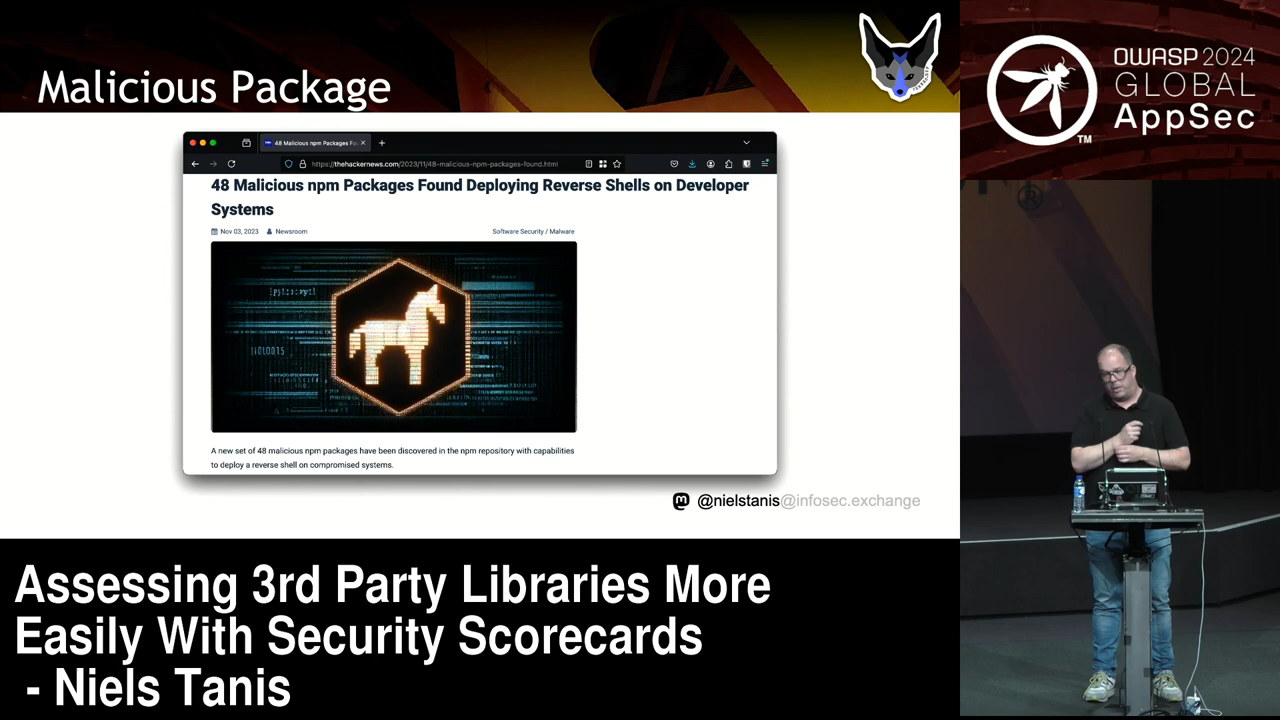 Malicious Package
48 Malicious npm Packages Fo
https://thehackernews.com/2023/11/48-malicious-npm-packages-found.html
48 Malicious npm Packages Found Deploying Reverse Shells on Developer
Systems
Nov 03, 2023 Newsroom
Software Security / Malware
A new set of 48 malicious npm packages have been discovered in the npm repository with capabilities
to deploy a reverse shell on compromised systems.
@nielstanis@infosec.exchange
OWASP 2024
GLOBAL
AppSec
TM
Assessing 3rd Party Libraries More
Easily With Security Scorecards
- Niels Tanis